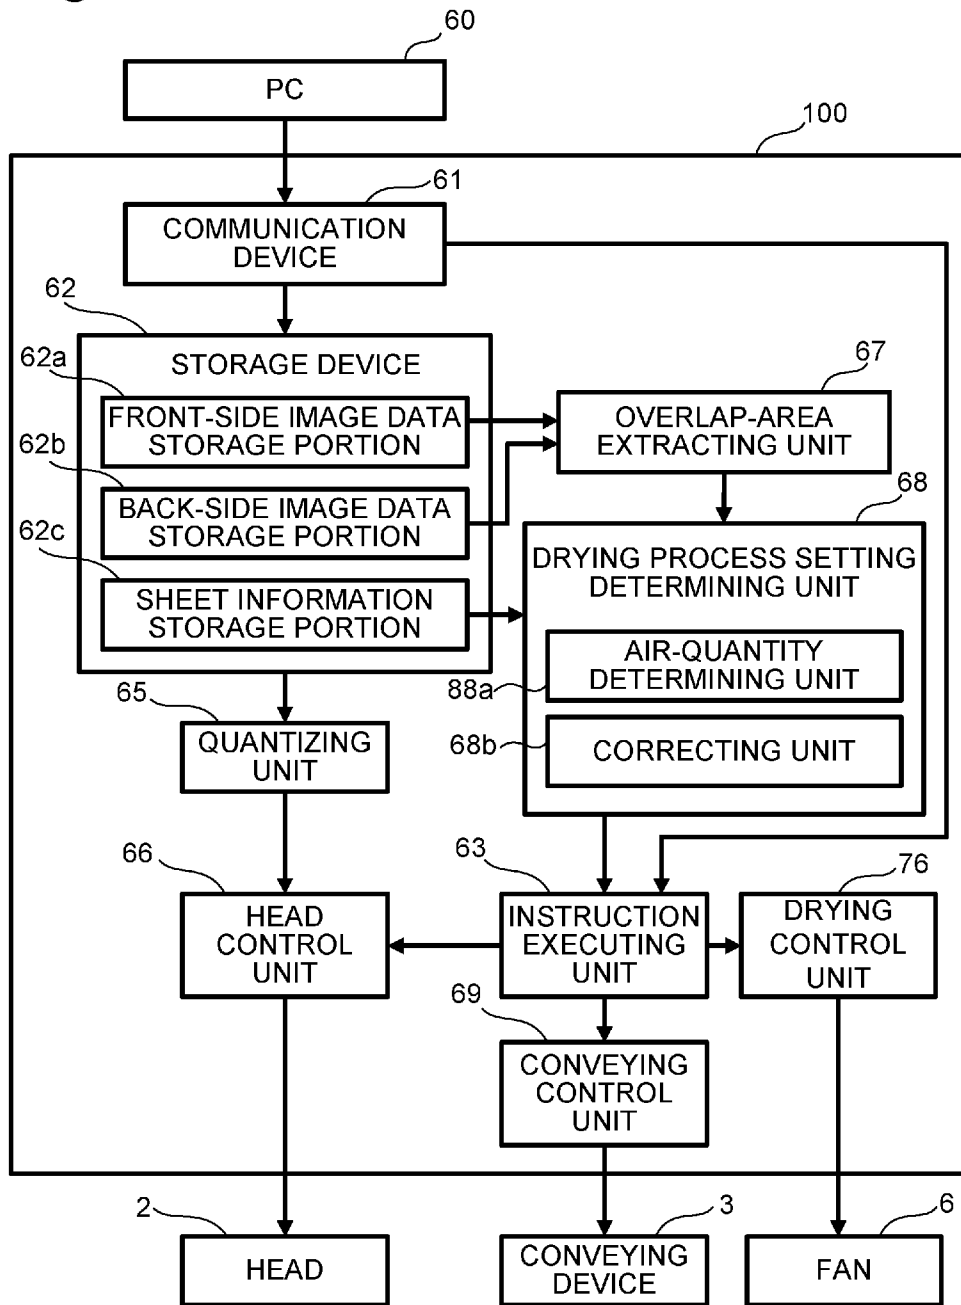 60
PC
100
61
COMMUNICATION
DEVICE
62
STORAGE DEVICE
62a
FRONT-SIDE IMAGE DATA
STORAGE PORTION
62b
BACK-SIDE IMAGE DATA
STORAGE PORTION
62c
SHEET INFORMATION
STORAGE PORTION
67
OVERLAP-AREA
EXTRACTING UNIT
68
DRYING PROCESS SETTING
DETERMINING UNIT
AIR-QUANTITY
DETERMINING UNIT
88a
68b
CORRECTING UNIT
65
QUANTIZING
UNIT
66
HEAD
CONTROL
UNIT
63
INSTRUCTION
EXECUTING
UNIT
76
DRYING
CONTROL
UNIT
69
CONVEYING
CONTROL
UNIT
2
HEAD
3
CONVEYING
DEVICE
6
FAN